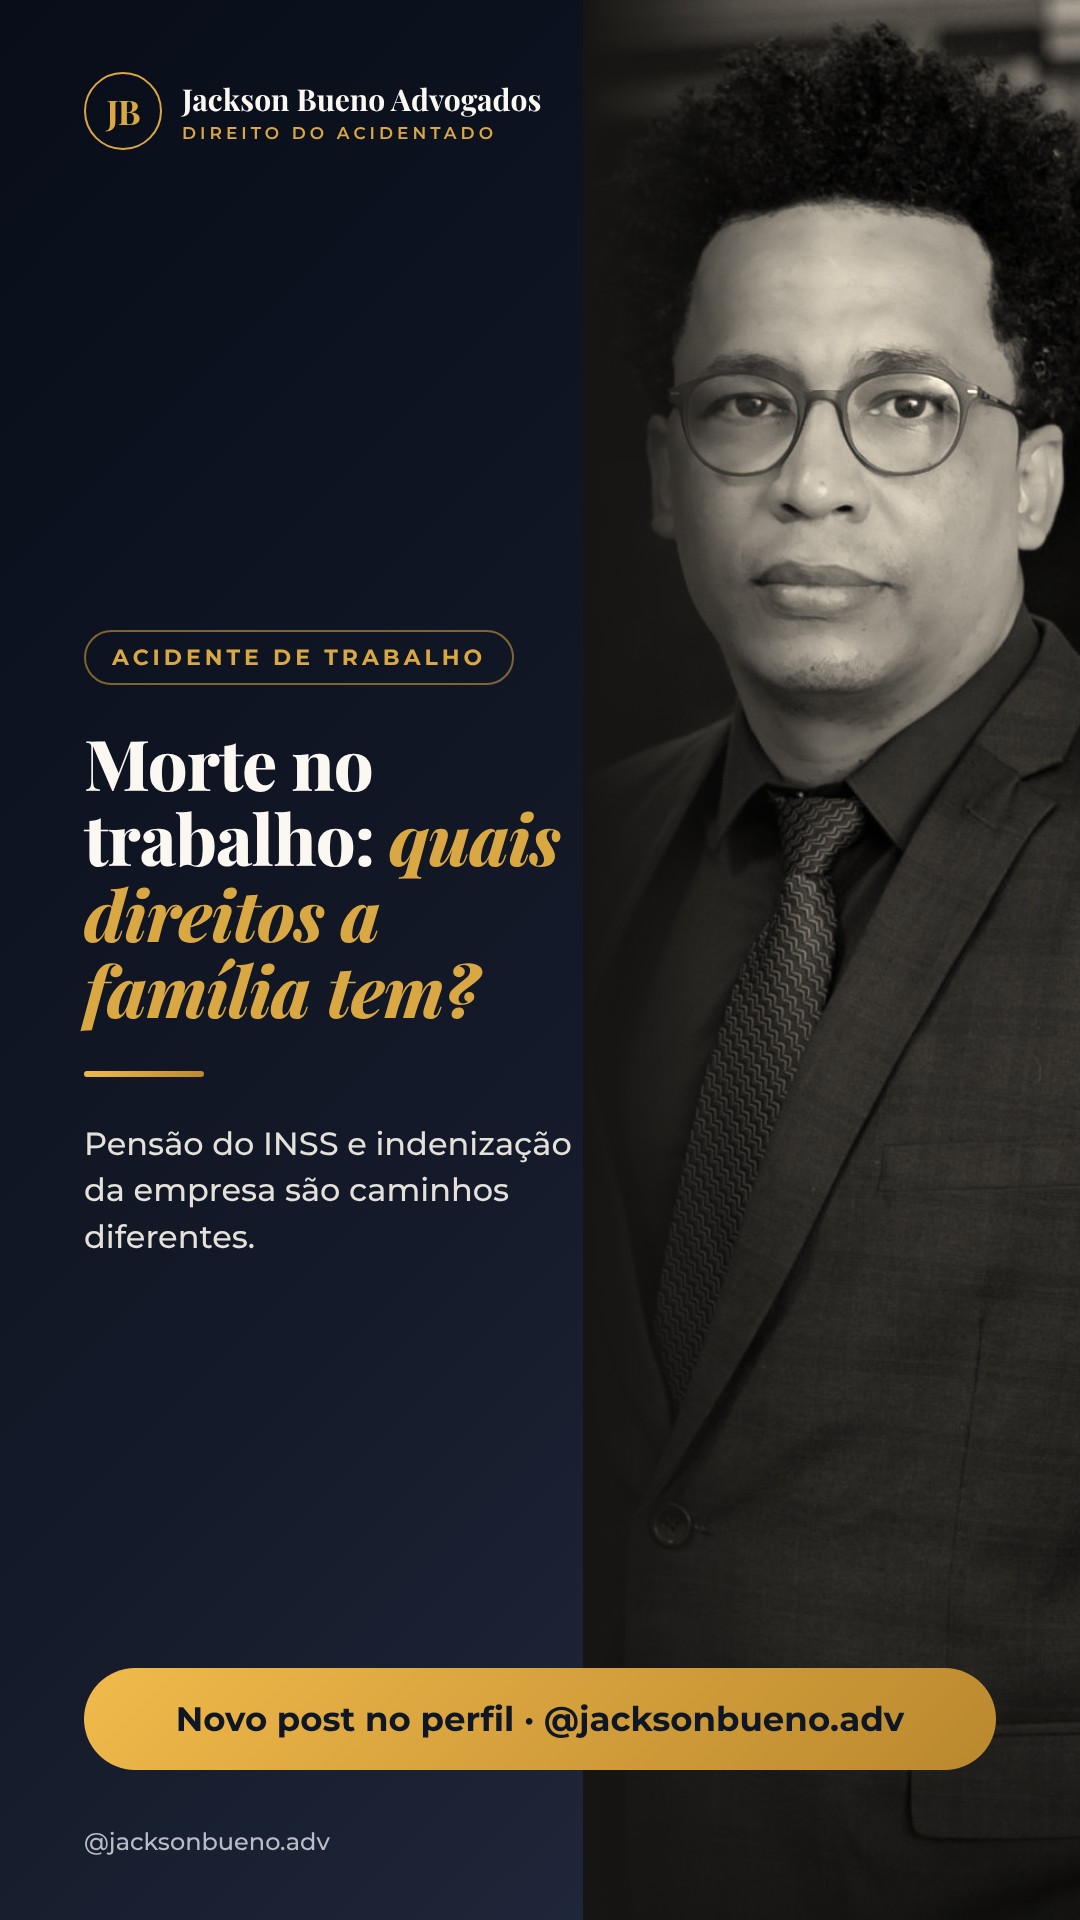 JB
Jackson Bueno Advogados
DIREITO DO ACIDENTADO
ACIDENTE DE TRABALHO
Morte no
trabalho: quais
direitos a
família tem?
Pensão do INSS e indenização
da empresa são caminhos
diferentes.
Novo post no perfil · @jacksonbueno.adv
@jacksonbueno.adv